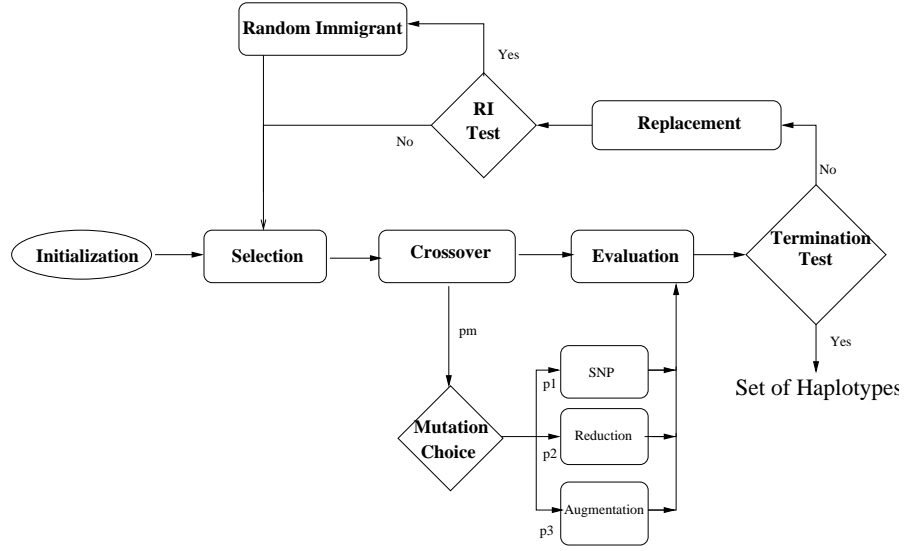 Random Immigrant
Yes
RI
Test
No
Replacement
No
Initialization
Selection
Crossover
Evaluation
Termination
Test
pm
Yes
p1
SNP
Set of Haplotypes
Mutation
Choice
p2
Reduction
p3
Augmentation